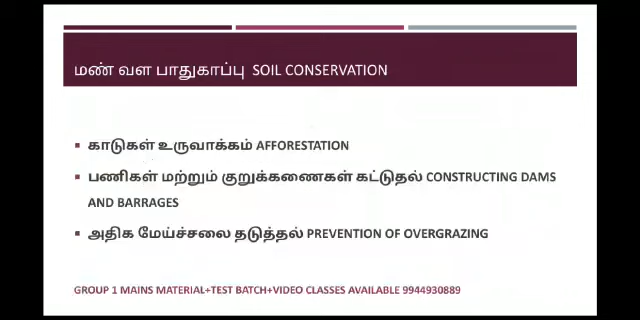 மண் வள பாதுகாப்பு SOIL CONSERVATION
காடுகள் உருவாக்கம் AFFORESTATION
பணிகள் மற்றும் குறுக்கணைகள் கட்டுதல் CONSTRUCTING DAMS
AND BARRAGES
அதிக மேய்ச்சலை தடுத்தல் PREVENTION OF OVERGRAZING
GROUP 1 MAINS MATERIAL+TEST BATCH+VIDEO CLASSES AVAILABLE 9944930889